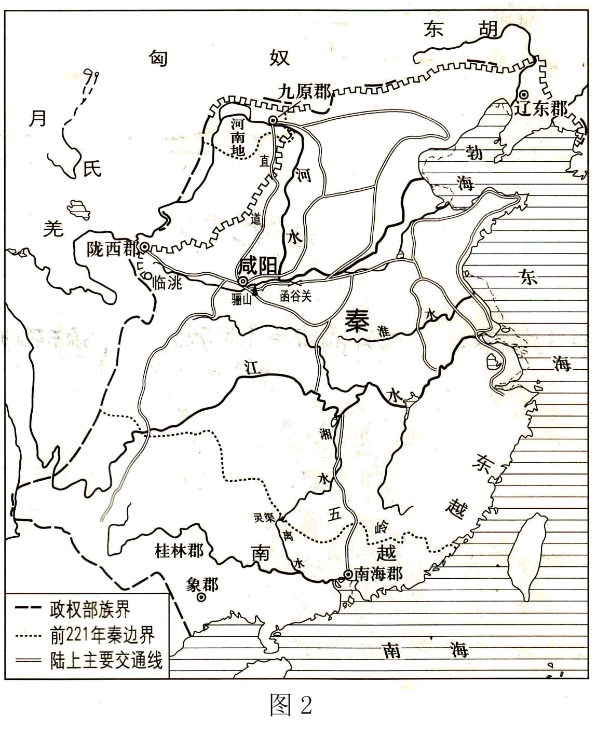 东胡
匈奴
九原郡
辽东郡
月氏
河南地
勃海
直道
河水
羌
陇西郡
咸阳
临洮
骊山
函谷关
东海
秦
淮水
江水
湘水
东越
灵渠
离水
五岭
桂林郡
南越
南海郡
象郡
政权部族界
前221年秦边界
陆上主要交通线
南海
图2